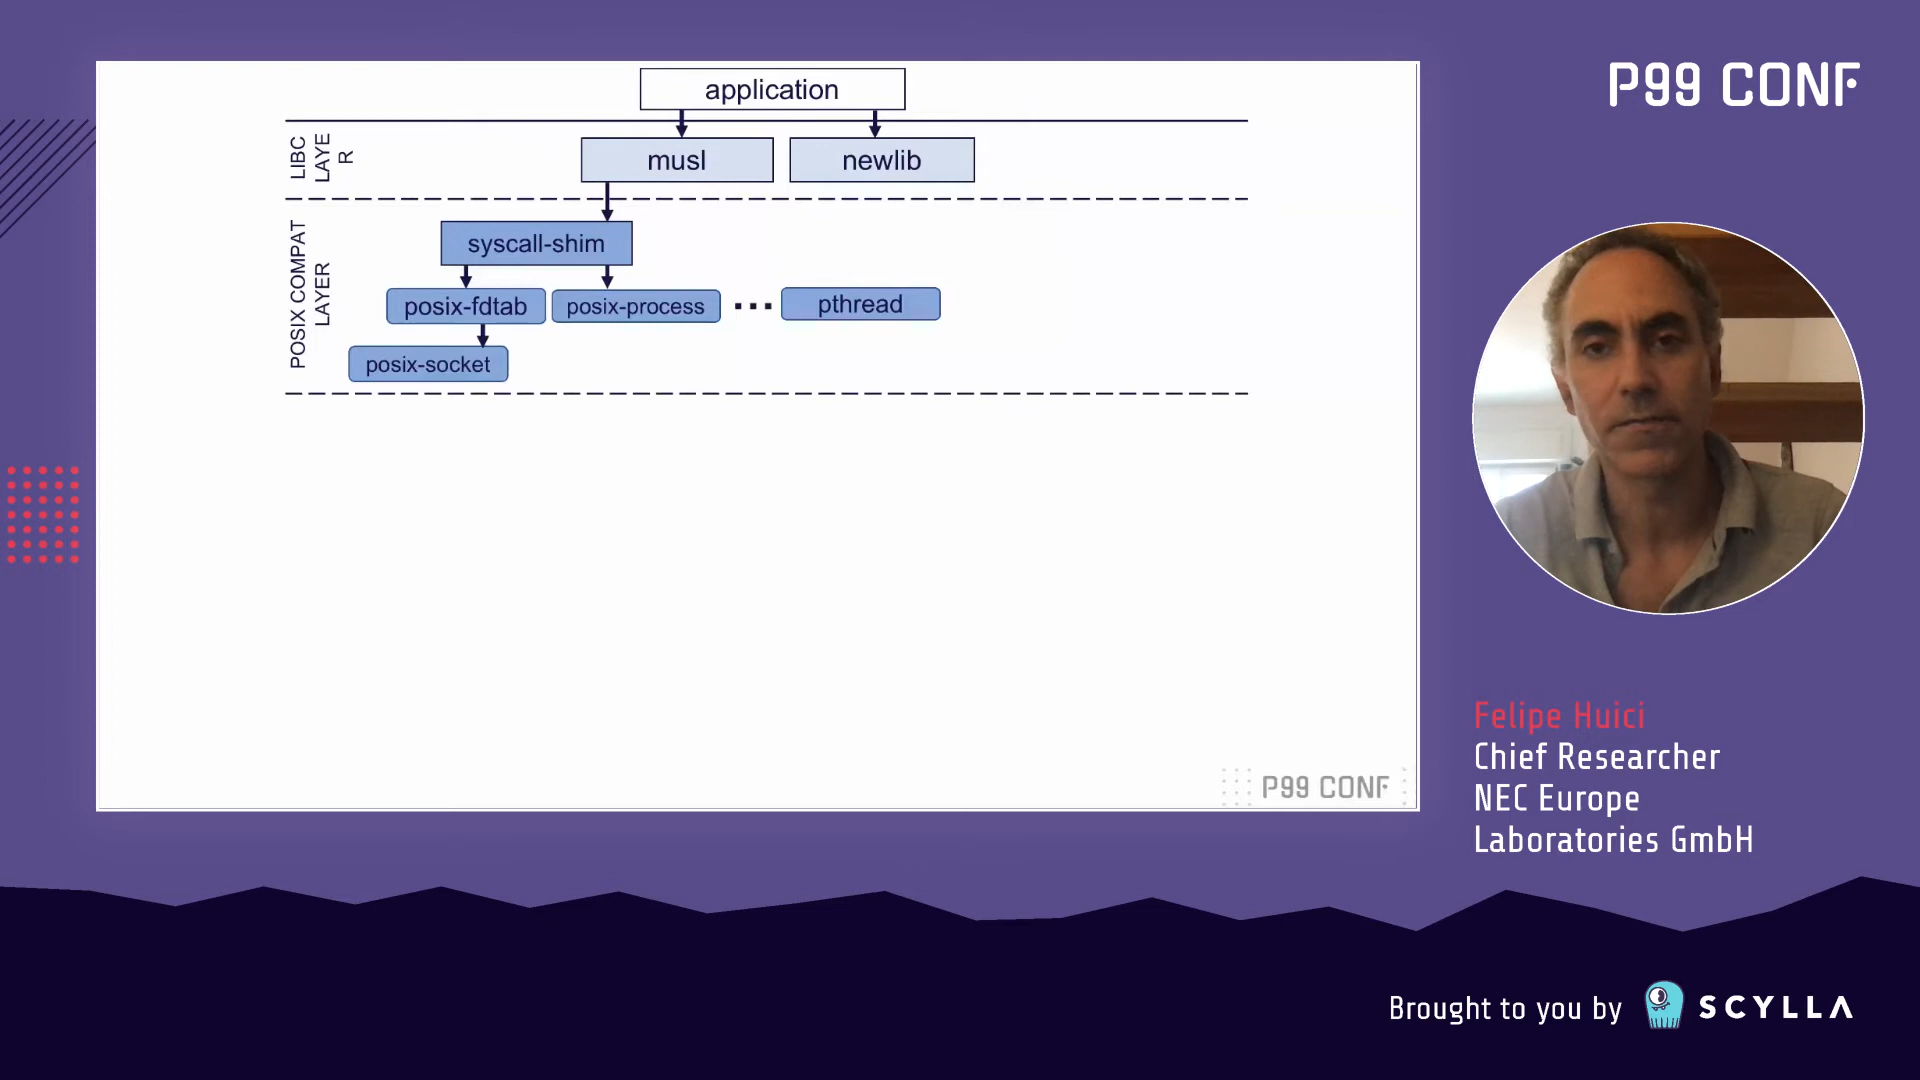 application
LIBC
LAYE
R
musl
newlib
POSIX COMPAT
LAYER
syscall-shim
posix-fdtab
posix-process
...
pthread
posix-socket
P99 CONF
P99 CONF
Felipe Huici
Chief Researcher
NEC Europe
Laboratories GmbH
Brought to you by SCYLLA